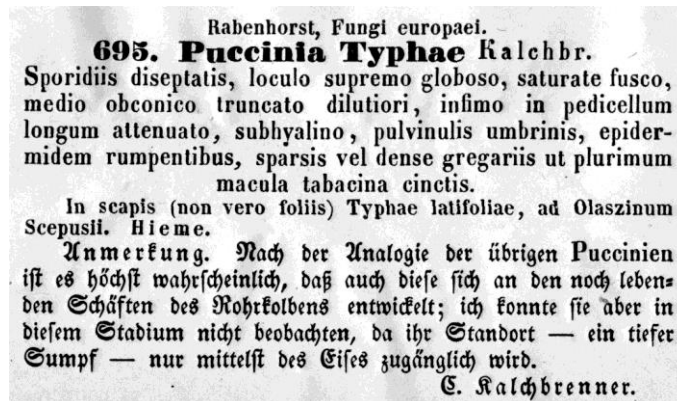 Rabenhorst, Fungi europaei.
695. Puccinia Typhae Kalchbr.
Sporidiis diseptatis, loculo supremo globoso, saturate fusco,
medio obconico truncato dilutiori, infimo in pedicellum
longum attenuato, subhyalino, pulvinulis umbrinis, epider-
midem rumpentibus, sparsis vel dense gregariis ut plurimum
macula tabacina cinctis.
In scapis (non vero foliis) Typhae latifoliae, ad Olaszinum
Scepusii. Hieme.
Anmerkung. Nach der Analogie der übrigen Puccinien
ist es höchst wahrscheinlich, daß auch diese sich an den noch leben-
den Schäften des Rohrkolbens entwickelt; ich konnte sie aber in
diesem Stadium nicht beobachten, da ihr Standort — ein tiefer
Sumpf — nur mittelst des Eises zugänglich wird.
C. Kalchbrenner.